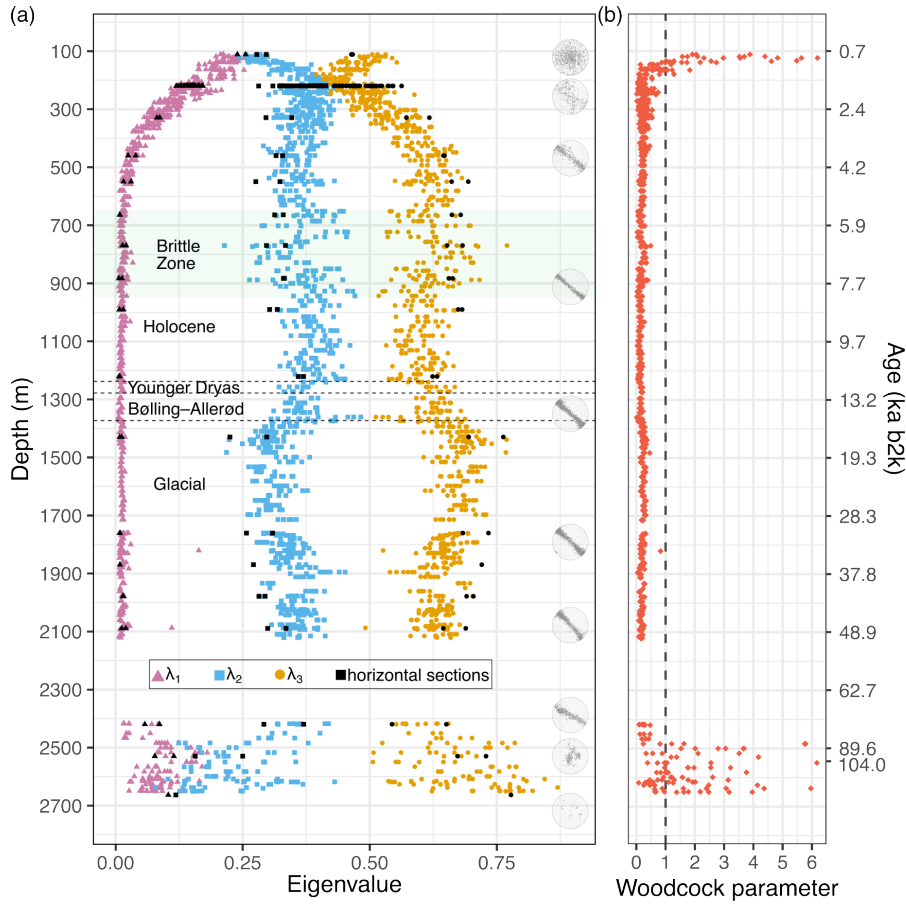 (a)
(b)
100
300
500
700
900
1100
1300
1500
1700
1900
2100
2300
2500
2700
Depth (m)
Brittle
Zone
Holocene
Younger Dryas
Bølling–Allerød
Glacial
λ1 λ2 λ3 horizontal sections
0.00 0.25 0.50 0.75
Eigenvalue
0.7
2.4
4.2
5.9
7.7
9.7
13.2
19.3
28.3
37.8
48.9
62.7
89.6
104.0
Age (ka b2k)
0 1 2 3 4 5 6
Woodcock parameter